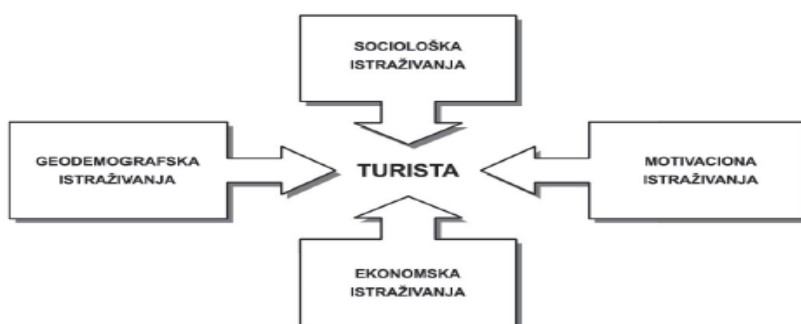 SOCIOLOŠKA
ISTRAŽIVANJA
GEODEMOGRAFSKA
ISTRAŽIVANJA
TURISTA
MOTIVACIONA
ISTRAŽIVANJA
EKONOMSKA
ISTRAŽIVANJA